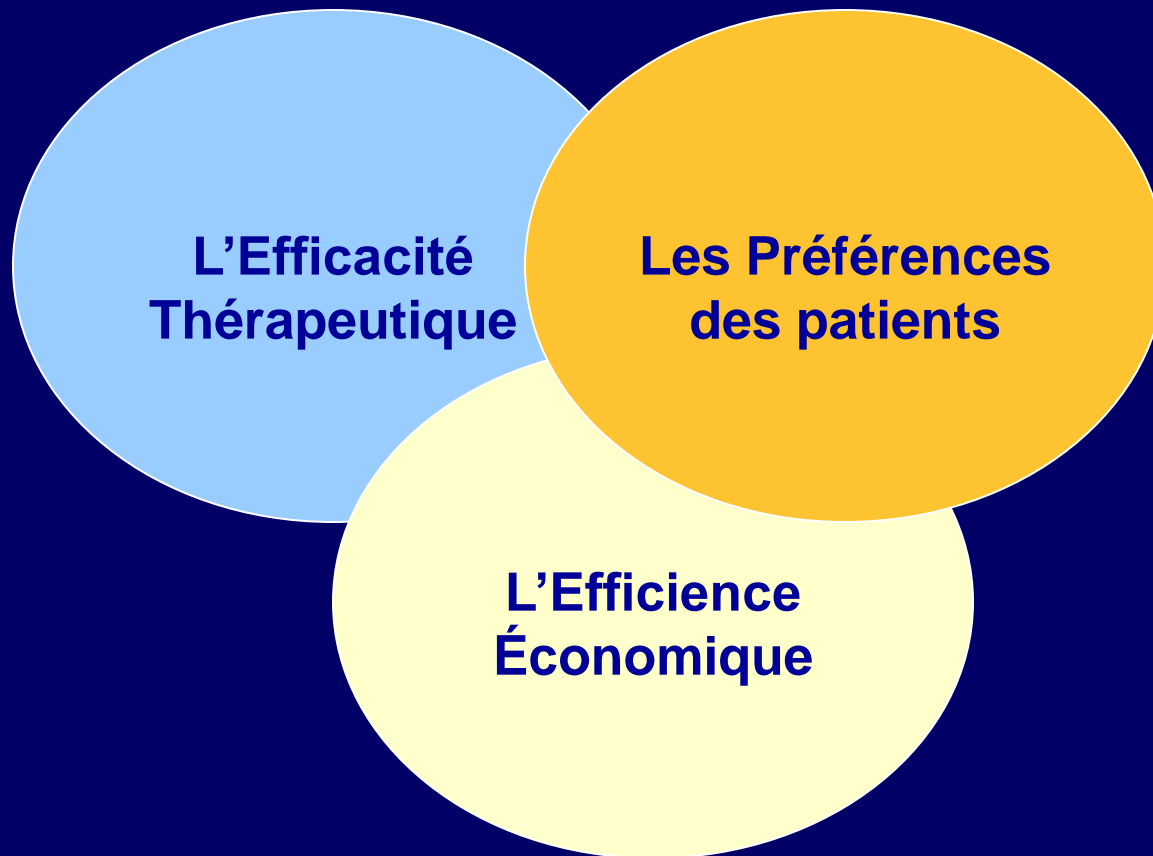 L’Efficacité
Thérapeutique
Les Préférences
des patients
L’Efficience
Économique